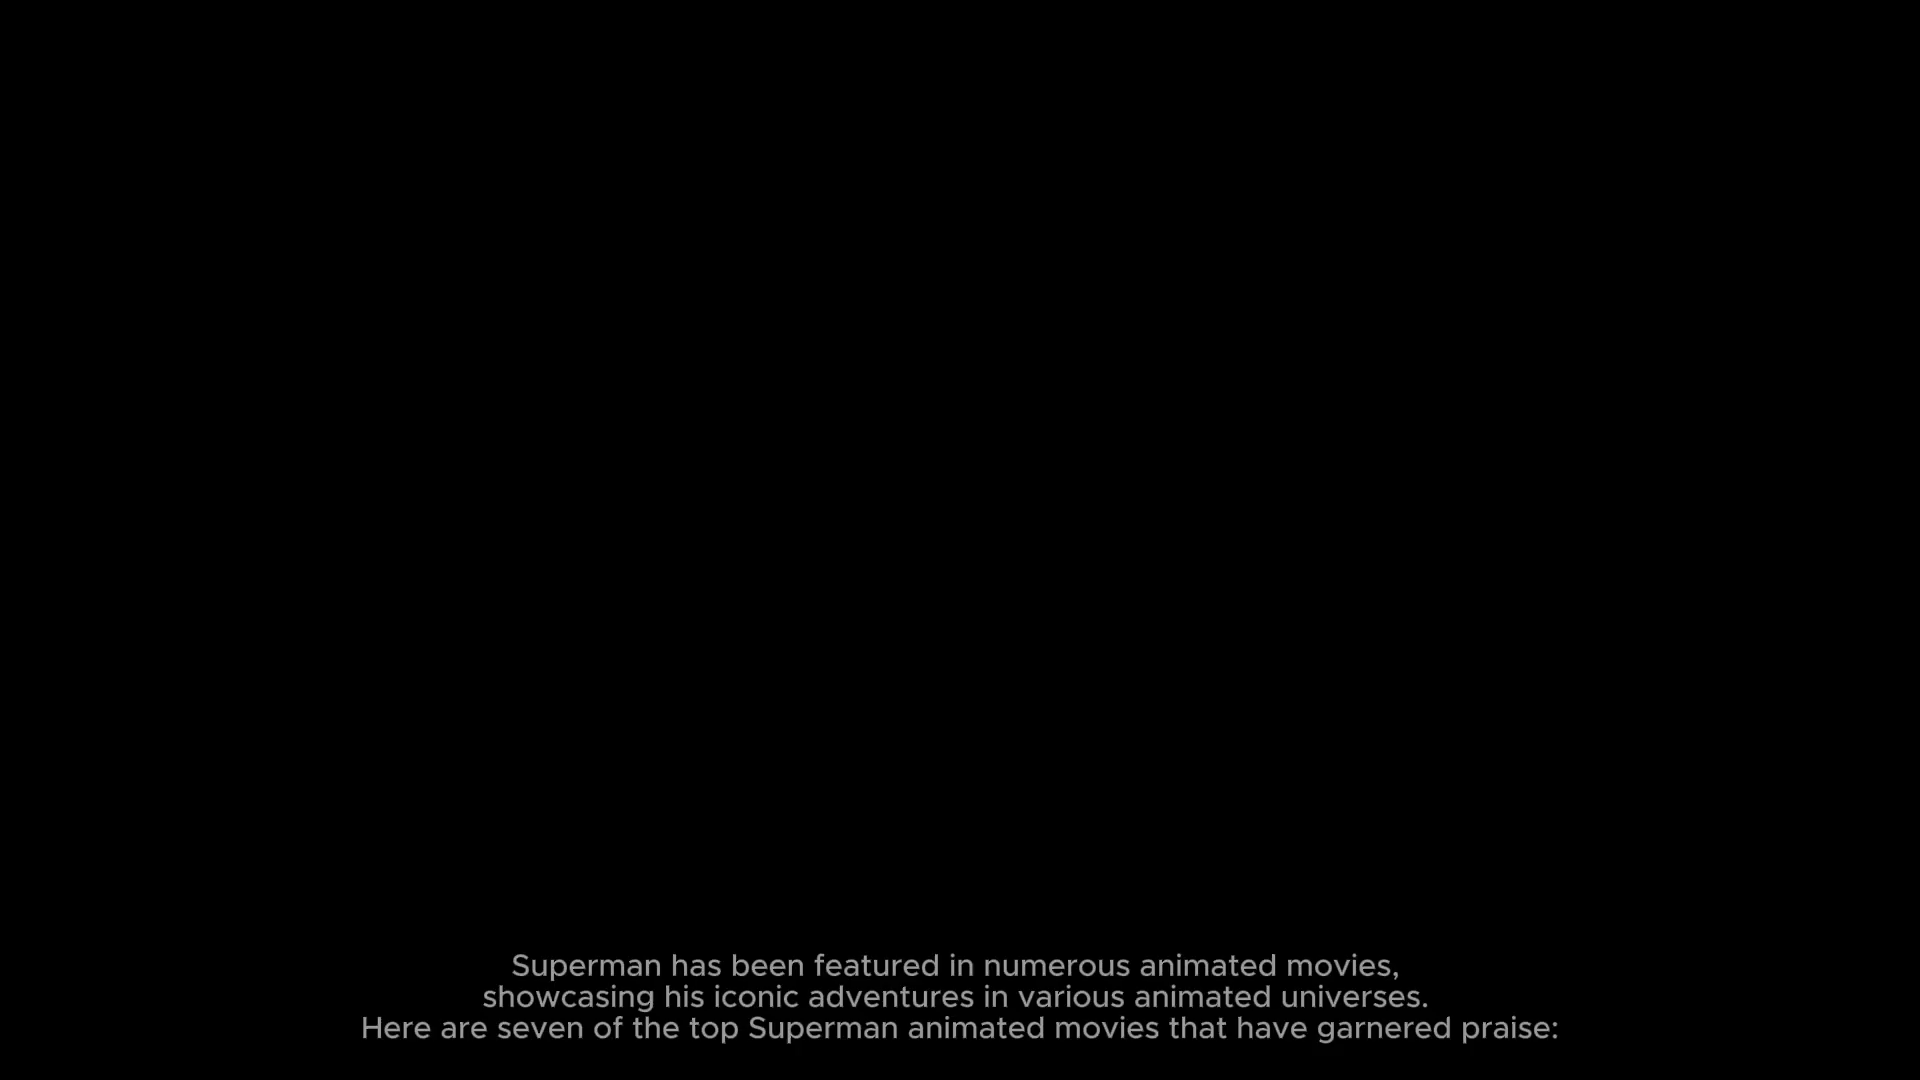 Superman has been featured in numerous animated movies,
showcasing his iconic adventures in various animated universes.
Here are seven of the top Superman animated movies that have garnered praise: